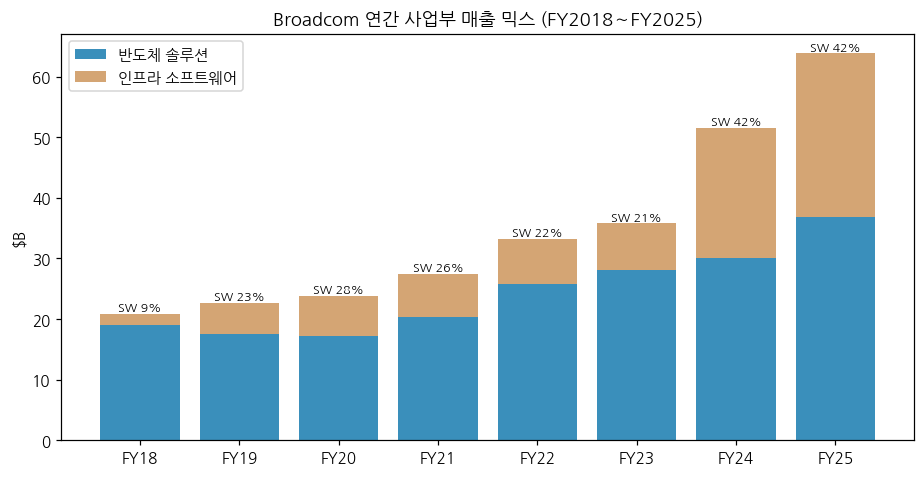 Broadcom 연간 사업부 매출 믹스 (FY2018~FY2025)
반도체 솔루션
인프라 소프트웨어
$B
60
50
40
30
20
10
0
SW 9%
SW 23%
SW 28%
SW 26%
SW 22%
SW 21%
SW 42%
SW 42%
FY18
FY19
FY20
FY21
FY22
FY23
FY24
FY25